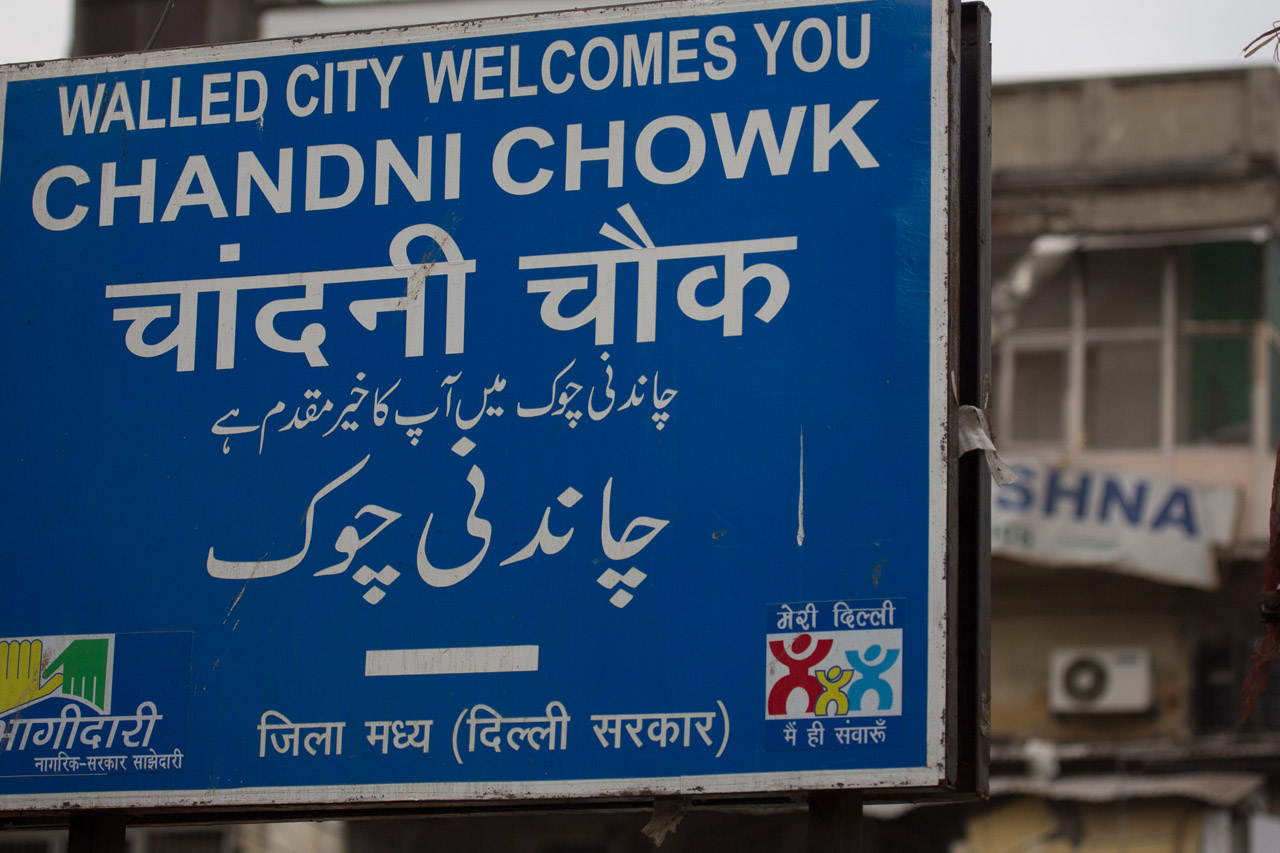 WALLED CITY WELCOMES YOU
CHANDNI CHOWK
चांदनी चौक
چاندنی چوک میں آپ کا خیر مقدم ہے
چاندنی چوک
भागीदारी
नागरिक-सरकार साझेदारी
जिला मध्य (दिल्ली सरकार)
मेरी दिल्ली
मैं ही संवारूँ
SHNA